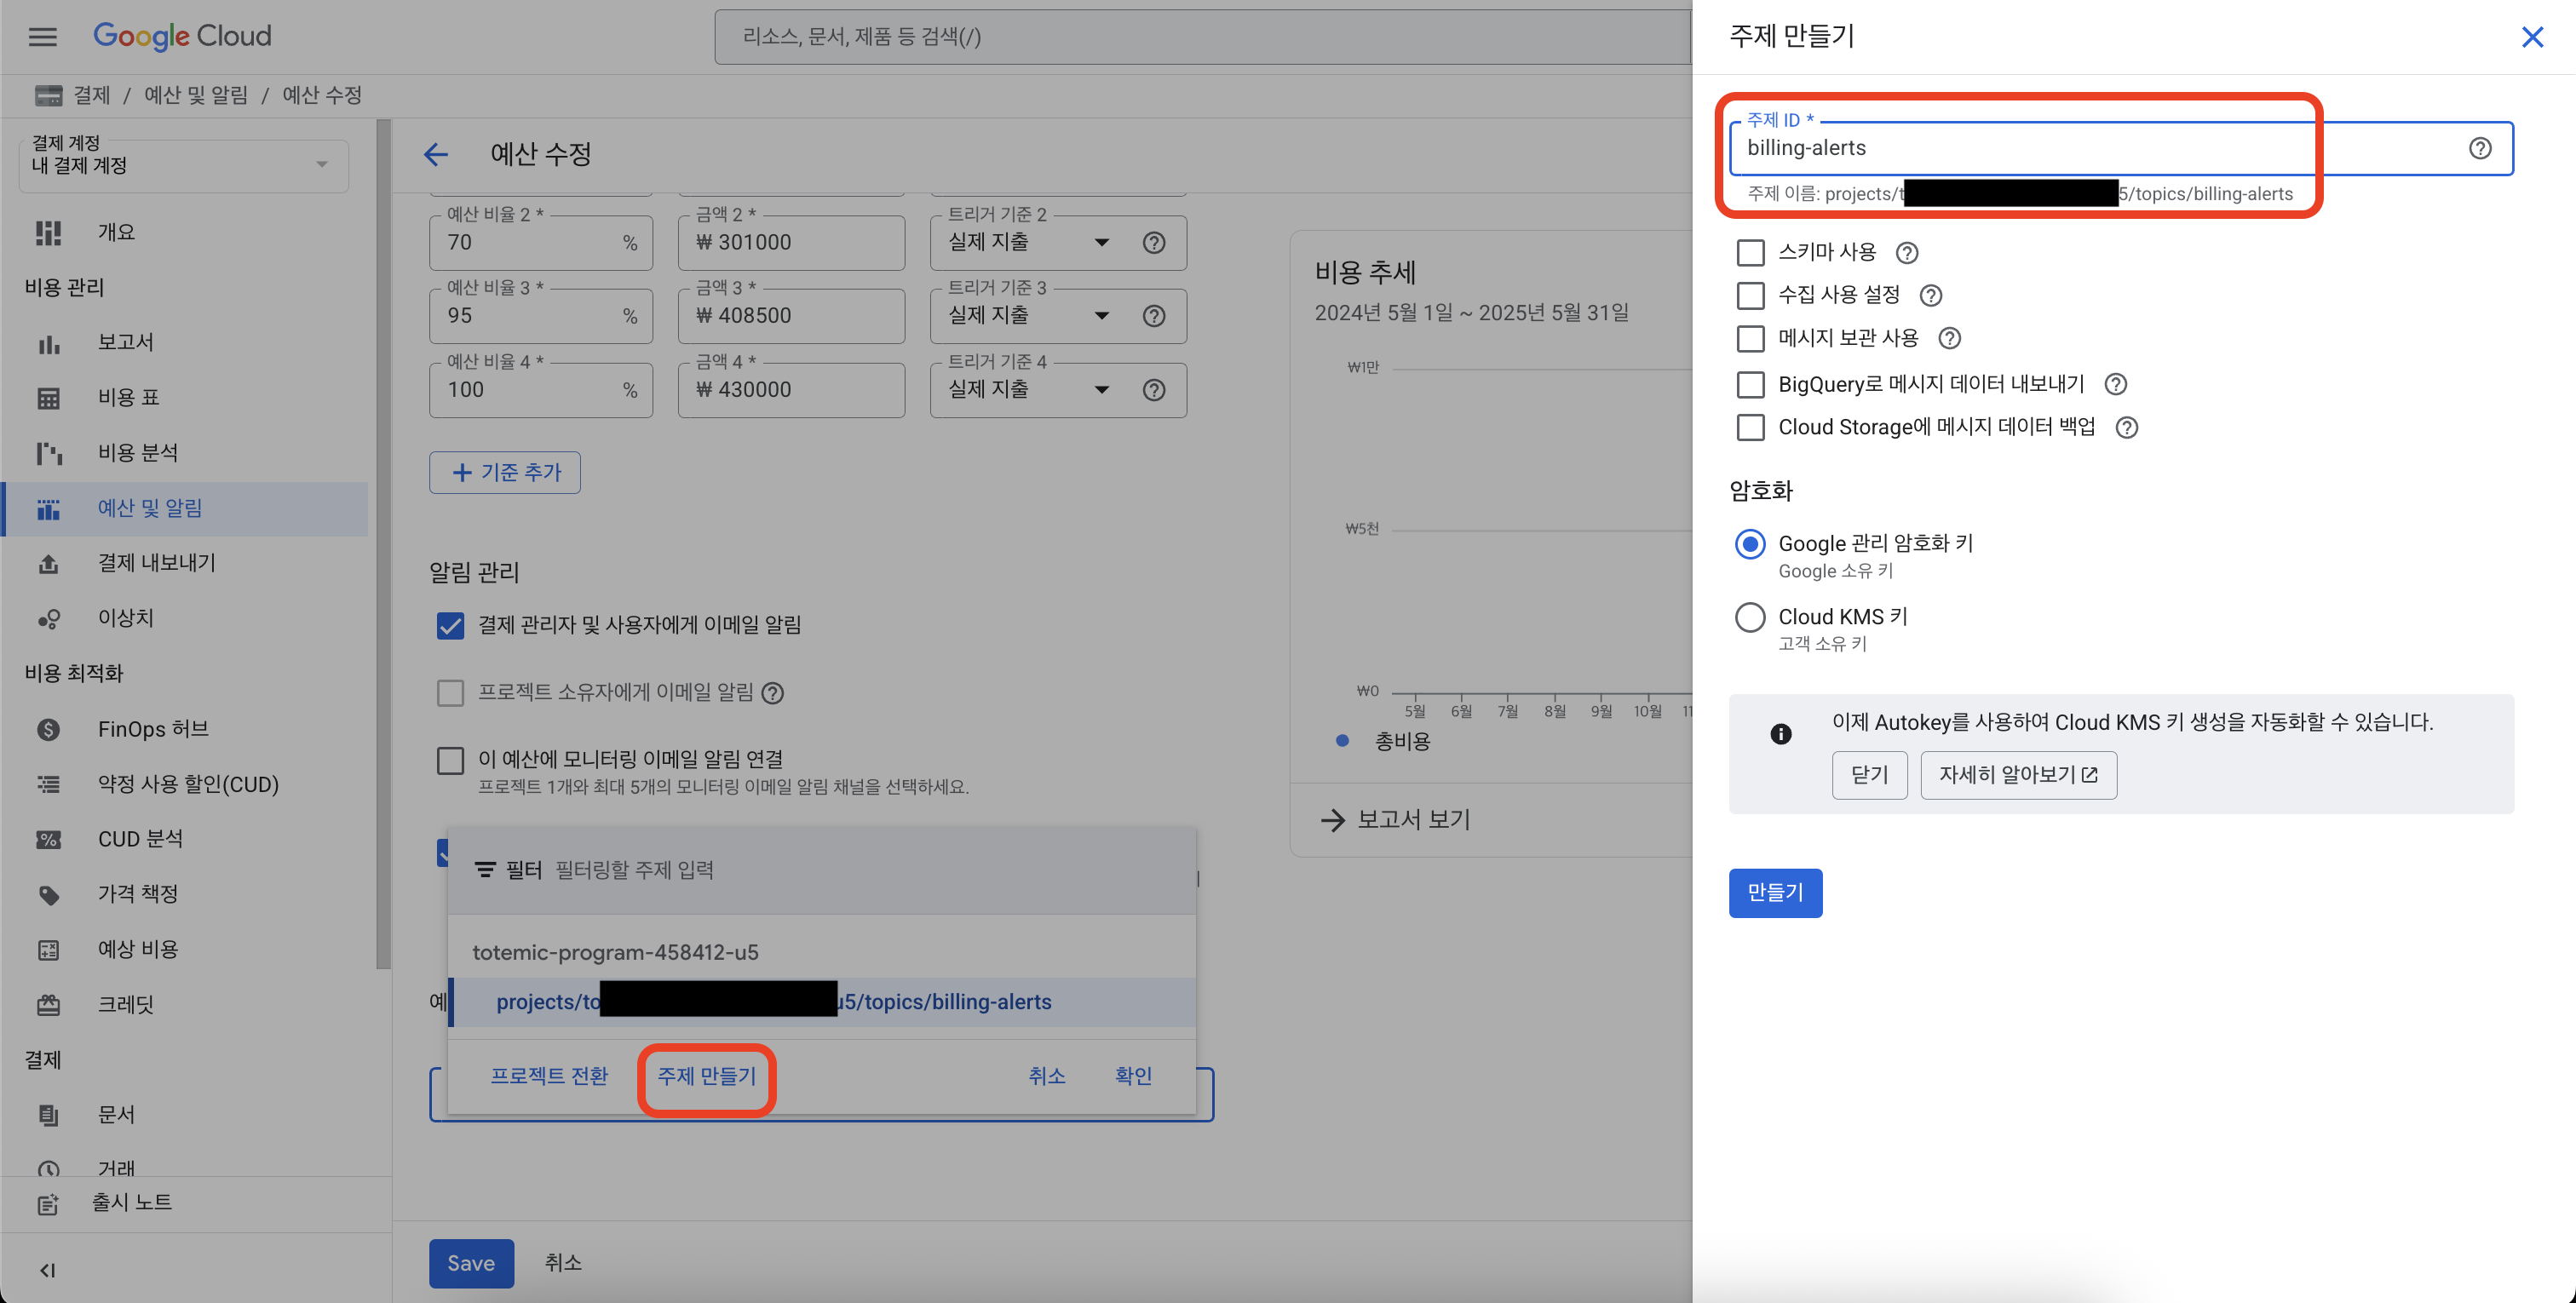 Google Cloud
리소스, 문서, 제품 등 검색(/)
결제 / 예산 및 알림 / 예산 수정
결제 계정
내 결제 계정
개요
비용 관리
보고서
비용 표
비용 분석
예산 및 알림
결제 내보내기
이상치
비용 최적화
FinOps 허브
약정 사용 할인(CUD)
CUD 분석
가격 책정
예상 비용
크레딧
결제
문서
거래
출시 노트
예산 수정
예산 비율 2 * 금액 2 * 트리거 기준 2
70 % ₩ 301000 실제 지출
예산 비율 3 * 금액 3 * 트리거 기준 3
95 % ₩ 408500 실제 지출
예산 비율 4 * 금액 4 * 트리거 기준 4
100 % ₩ 430000 실제 지출
+ 기준 추가
알림 관리
결제 관리자 및 사용자에게 이메일 알림
프로젝트 소유자에게 이메일 알림
이 예산에 모니터링 이메일 알림 연결
프로젝트 1개와 최대 5개의 모니터링 이메일 알림 채널을 선택하세요.
필터 필터링할 주제 입력
totemic-program-458412-u5
예
projects/to u5/topics/billing-alerts
프로젝트 전환 주제 만들기 취소 확인
Save 취소
비용 추세
2024년 5월 1일 ~ 2025년 5월 31일
₩1만
₩5천
₩0
5월 6월 7월 8월 9월 10월 11
총비용
보고서 보기
주제 만들기
주제 ID *
billing-alerts
주제 이름: projects/t 5/topics/billing-alerts
스키마 사용
수집 사용 설정
메시지 보관 사용
BigQuery로 메시지 데이터 내보내기
Cloud Storage에 메시지 데이터 백업
암호화
Google 관리 암호화 키
Google 소유 키
Cloud KMS 키
고객 소유 키
이제 Autokey를 사용하여 Cloud KMS 키 생성을 자동화할 수 있습니다.
닫기 자세히 알아보기
만들기